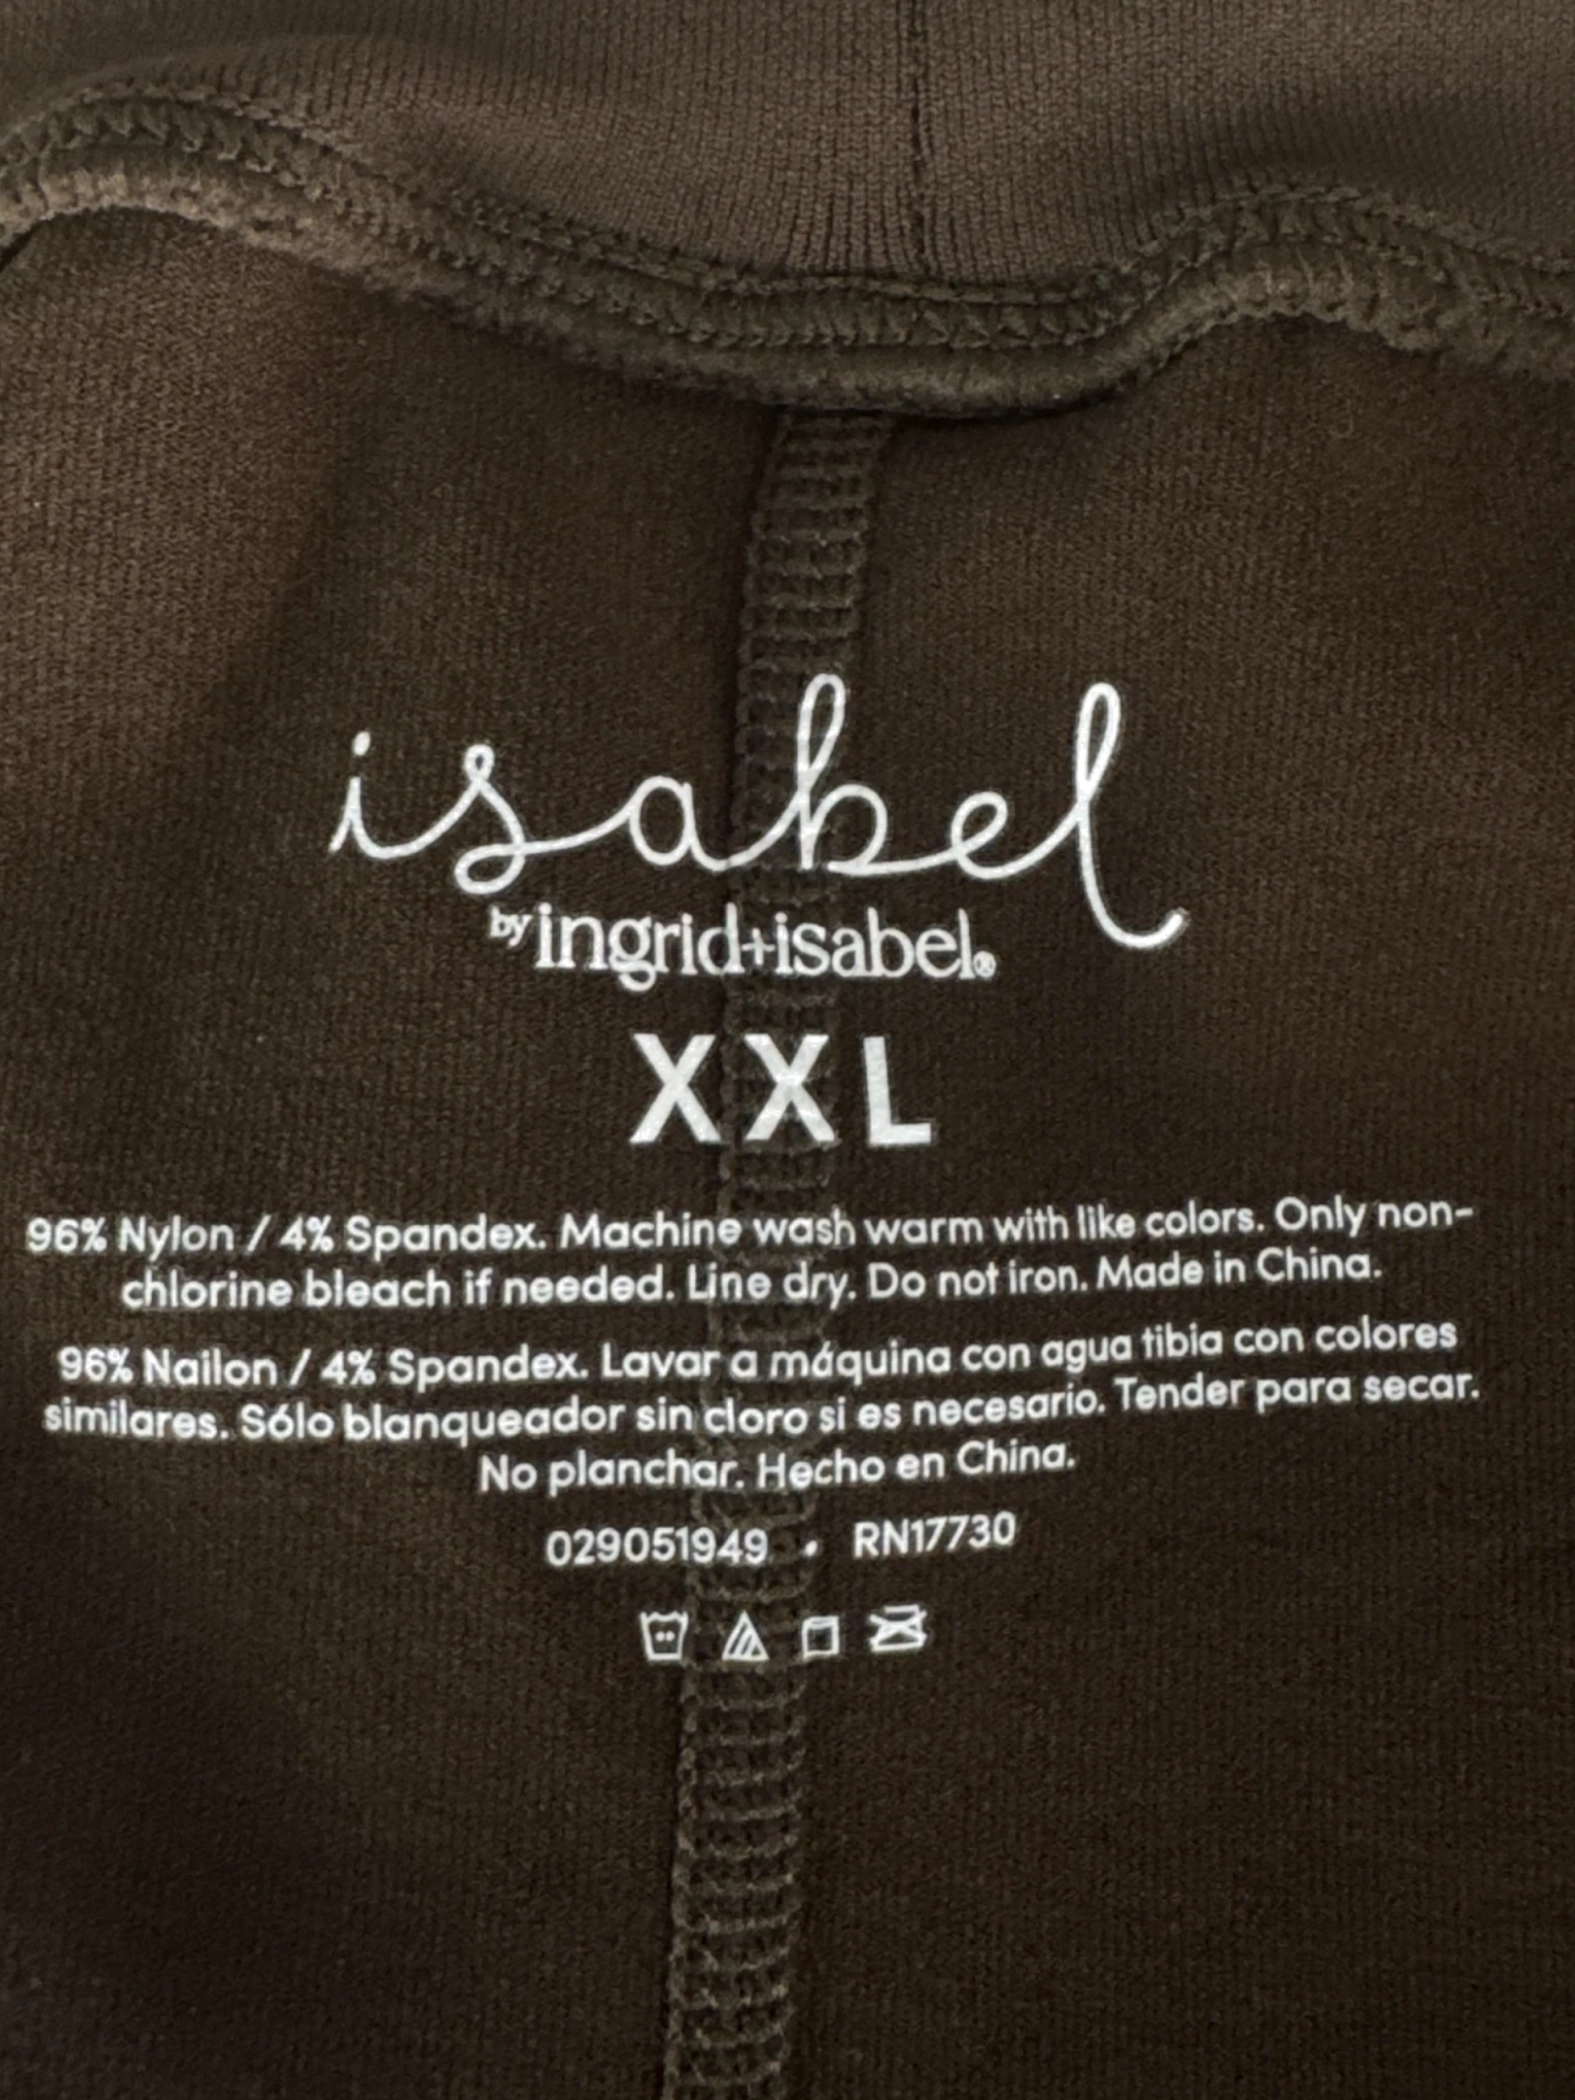 isabel
by ingrid+isabel®
XXL
96% Nylon / 4% Spandex. Machine wash warm with like colors. Only non-
chlorine bleach if needed. Line dry. Do not iron. Made in China.
96% Nailon / 4% Spandex. Lavar a máquina con agua tibia con colores
similares. Sólo blanqueador sin cloro si es necesario. Tender para secar.
No planchar. Hecho en China.
029051949 • RN17730